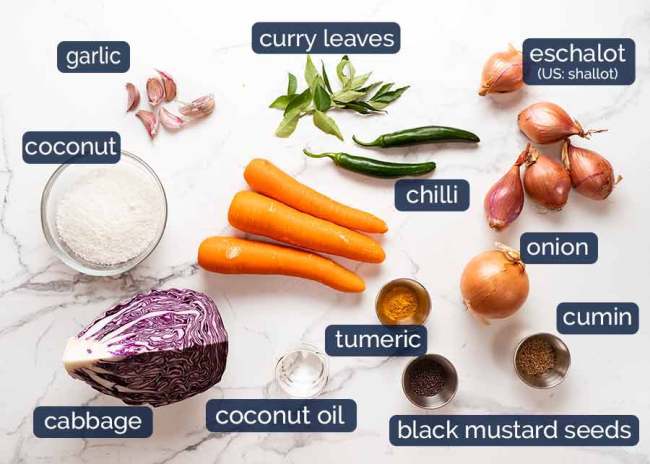 curry leaves
garlic
eschalot
(US: shallot)
coconut
chilli
onion
cumin
tumeric
coconut oil
cabbage
black mustard seeds